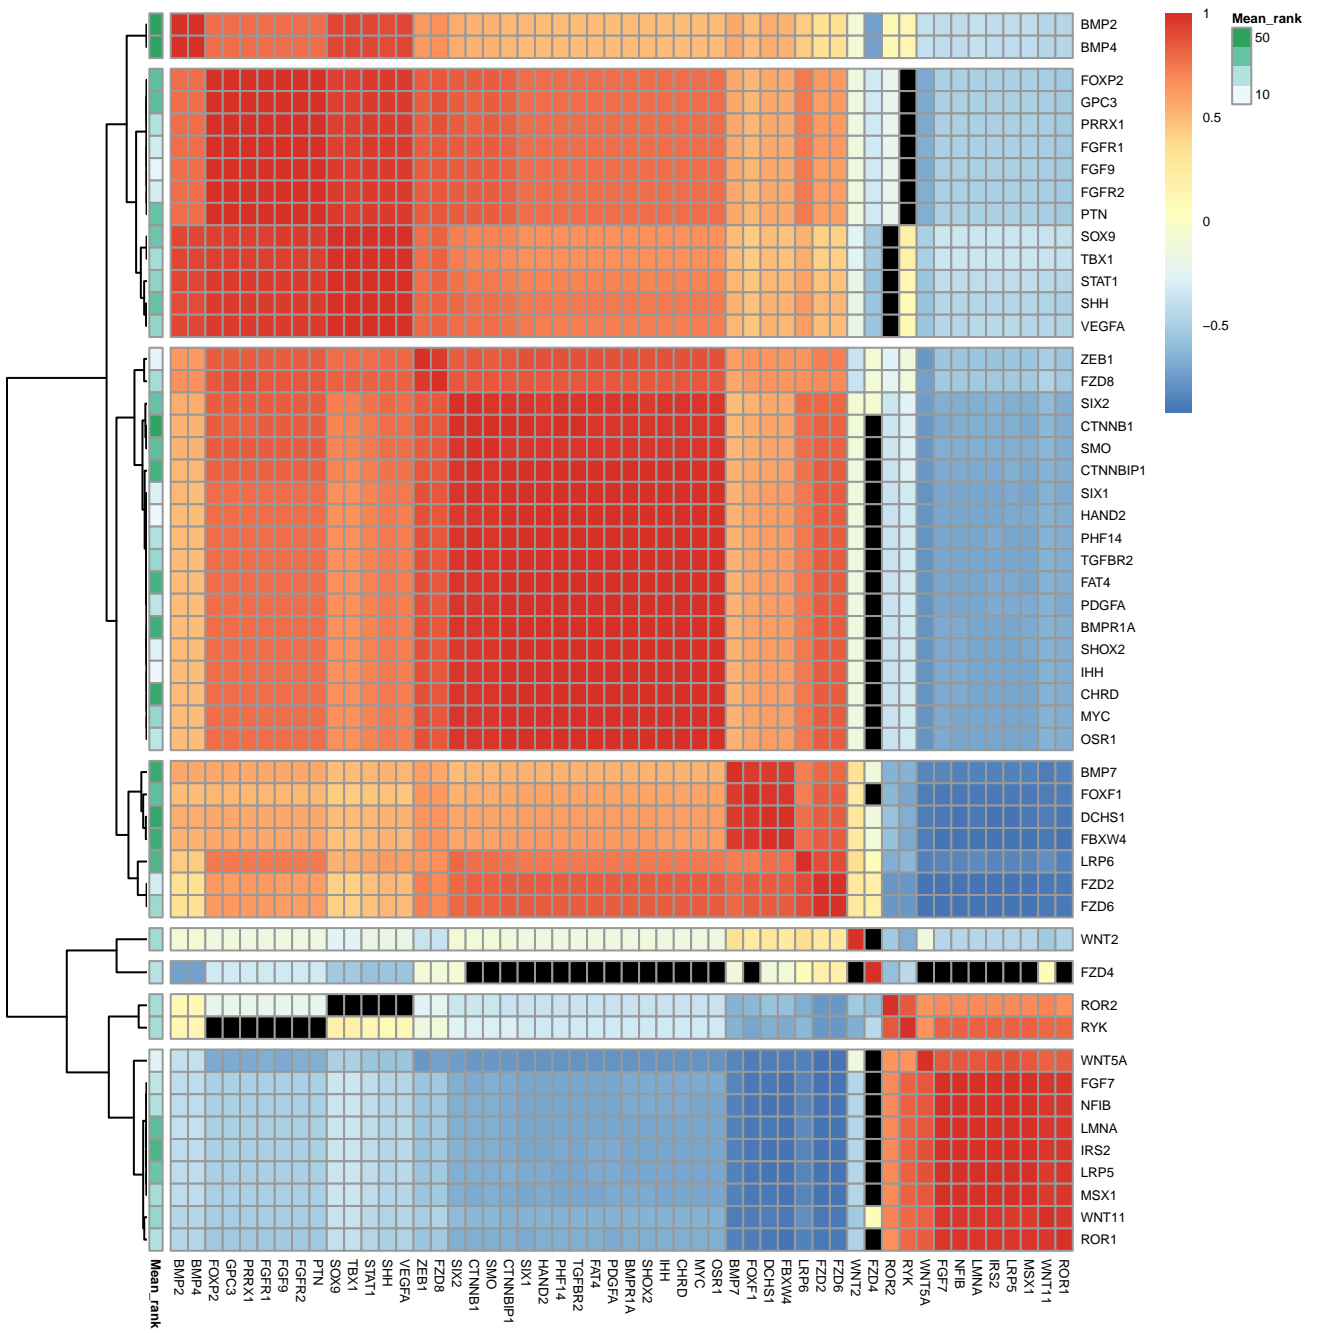 1
0.5
0
−0.5
Mean_rank
50
10
BMP2
BMP4
FOXP2
GPC3
PRRX1
FGFR1
FGF9
FGFR2
PTN
SOX9
TBX1
STAT1
SHH
VEGFA
ZEB1
FZD8
SIX2
CTNNB1
SMO
CTNNBIP1
SIX1
HAND2
PHF14
TGFBR2
FAT4
PDGFA
BMPR1A
SHOX2
IHH
CHRD
MYC
OSR1
BMP7
FOXF1
DCHS1
FBXW4
LRP6
FZD2
FZD6
WNT2
FZD4
ROR2
RYK
WNT5A
FGF7
NFIB
LMNA
IRS2
LRP5
MSX1
WNT11
ROR1
Mean_rank
BMP2
BMP4
FOXP2
GPC3
PRRX1
FGFR1
FGF9
FGFR2
PTN
SOX9
TBX1
STAT1
SHH
VEGFA
ZEB1
FZD8
SIX2
CTNNB1
SMO
CTNNBIP1
SIX1
HAND2
PHF14
TGFBR2
FAT4
PDGFA
BMPR1A
SHOX2
IHH
CHRD
MYC
OSR1
BMP7
FOXF1
DCHS1
FBXW4
LRP6
FZD2
FZD6
WNT2
FZD4
ROR2
RYK
WNT5A
FGF7
NFIB
LMNA
IRS2
LRP5
MSX1
WNT11
ROR1